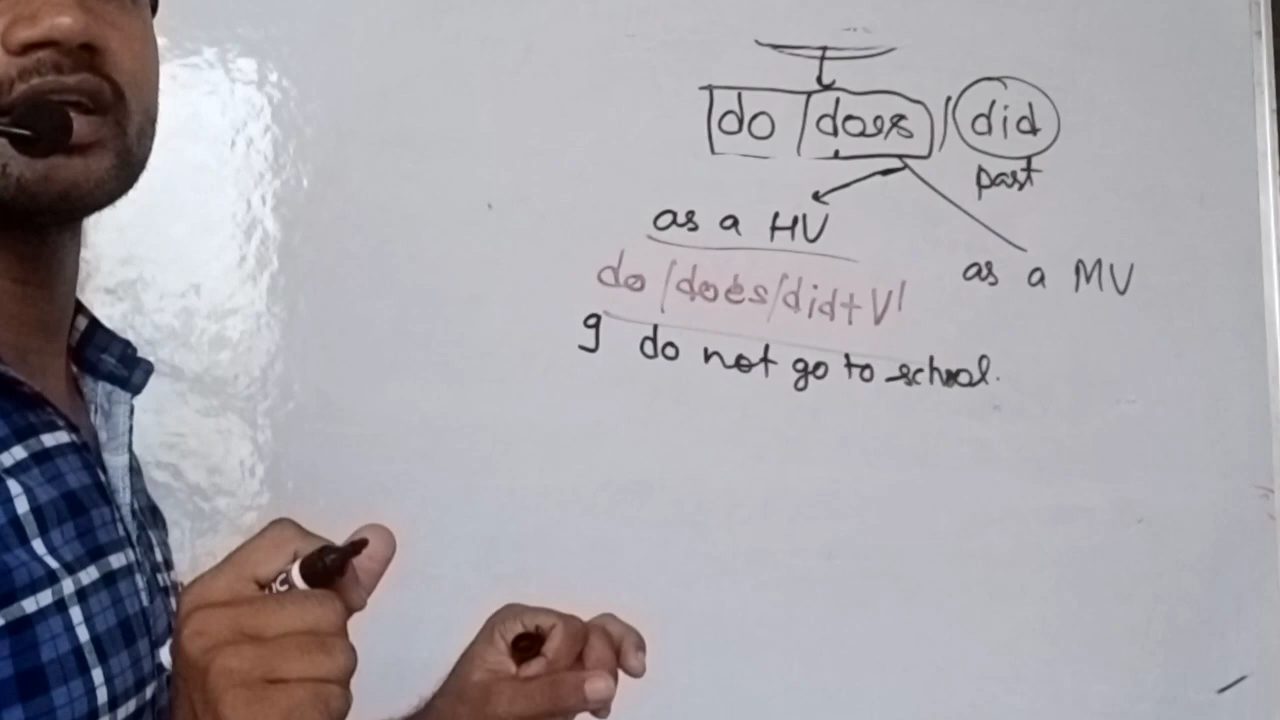 do / does / did
past
as a HV
as a MV
do / does / did + V1
I do not go to school.